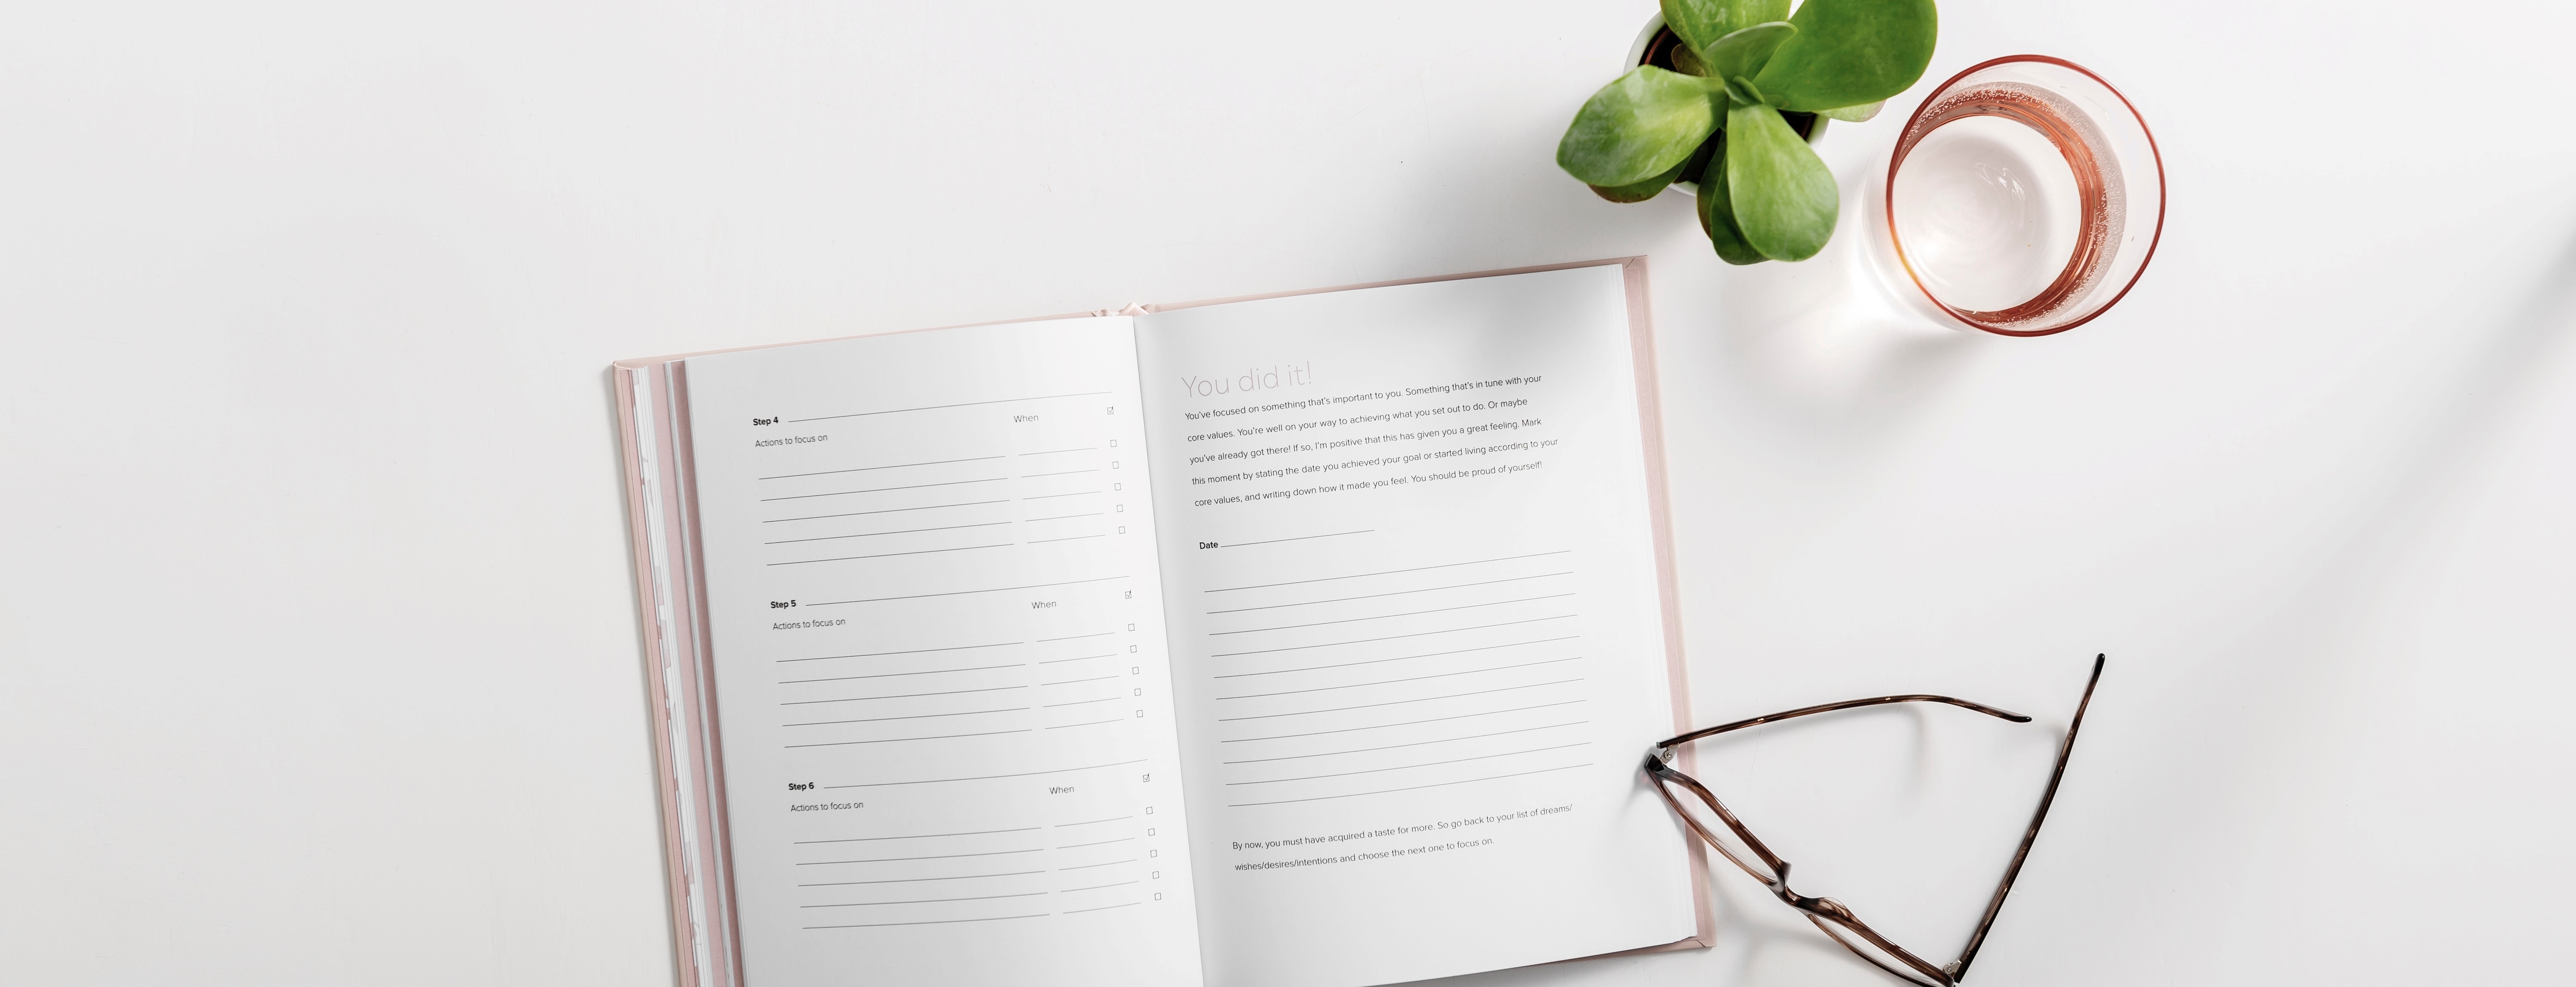 Step 4
When
Actions to focus on
Step 5
When
Actions to focus on
Step 6
When
Actions to focus on
You did it!
You've focused on something that's important to you. Something that's in tune with your
core values. You're well on your way to achieving what you set out to do. Or maybe
you've already got there! If so, I'm positive that this has given you a great feeling. Mark
this moment by stating the date you achieved your goal or started living according to your
core values, and writing down how it made you feel. You should be proud of yourself!
Date
By now, you must have acquired a taste for more. So go back to your list of dreams/
wishes/desires/intentions and choose the next one to focus on.